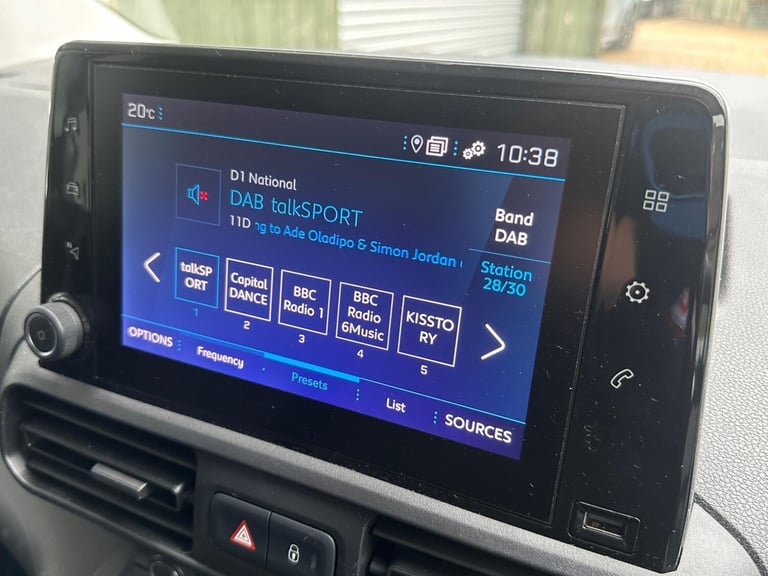 20°C
10:38
D1 National
DAB talkSPORT
11D ng to Ade Oladipo & Simon Jordan
Band
DAB
Station
28/30
talkSP
ORT
1
Capital
DANCE
2
BBC
Radio 1
3
BBC
Radio
6Music
4
KISSTO
RY
5
OPTIONS
Frequency
Presets
List
SOURCES